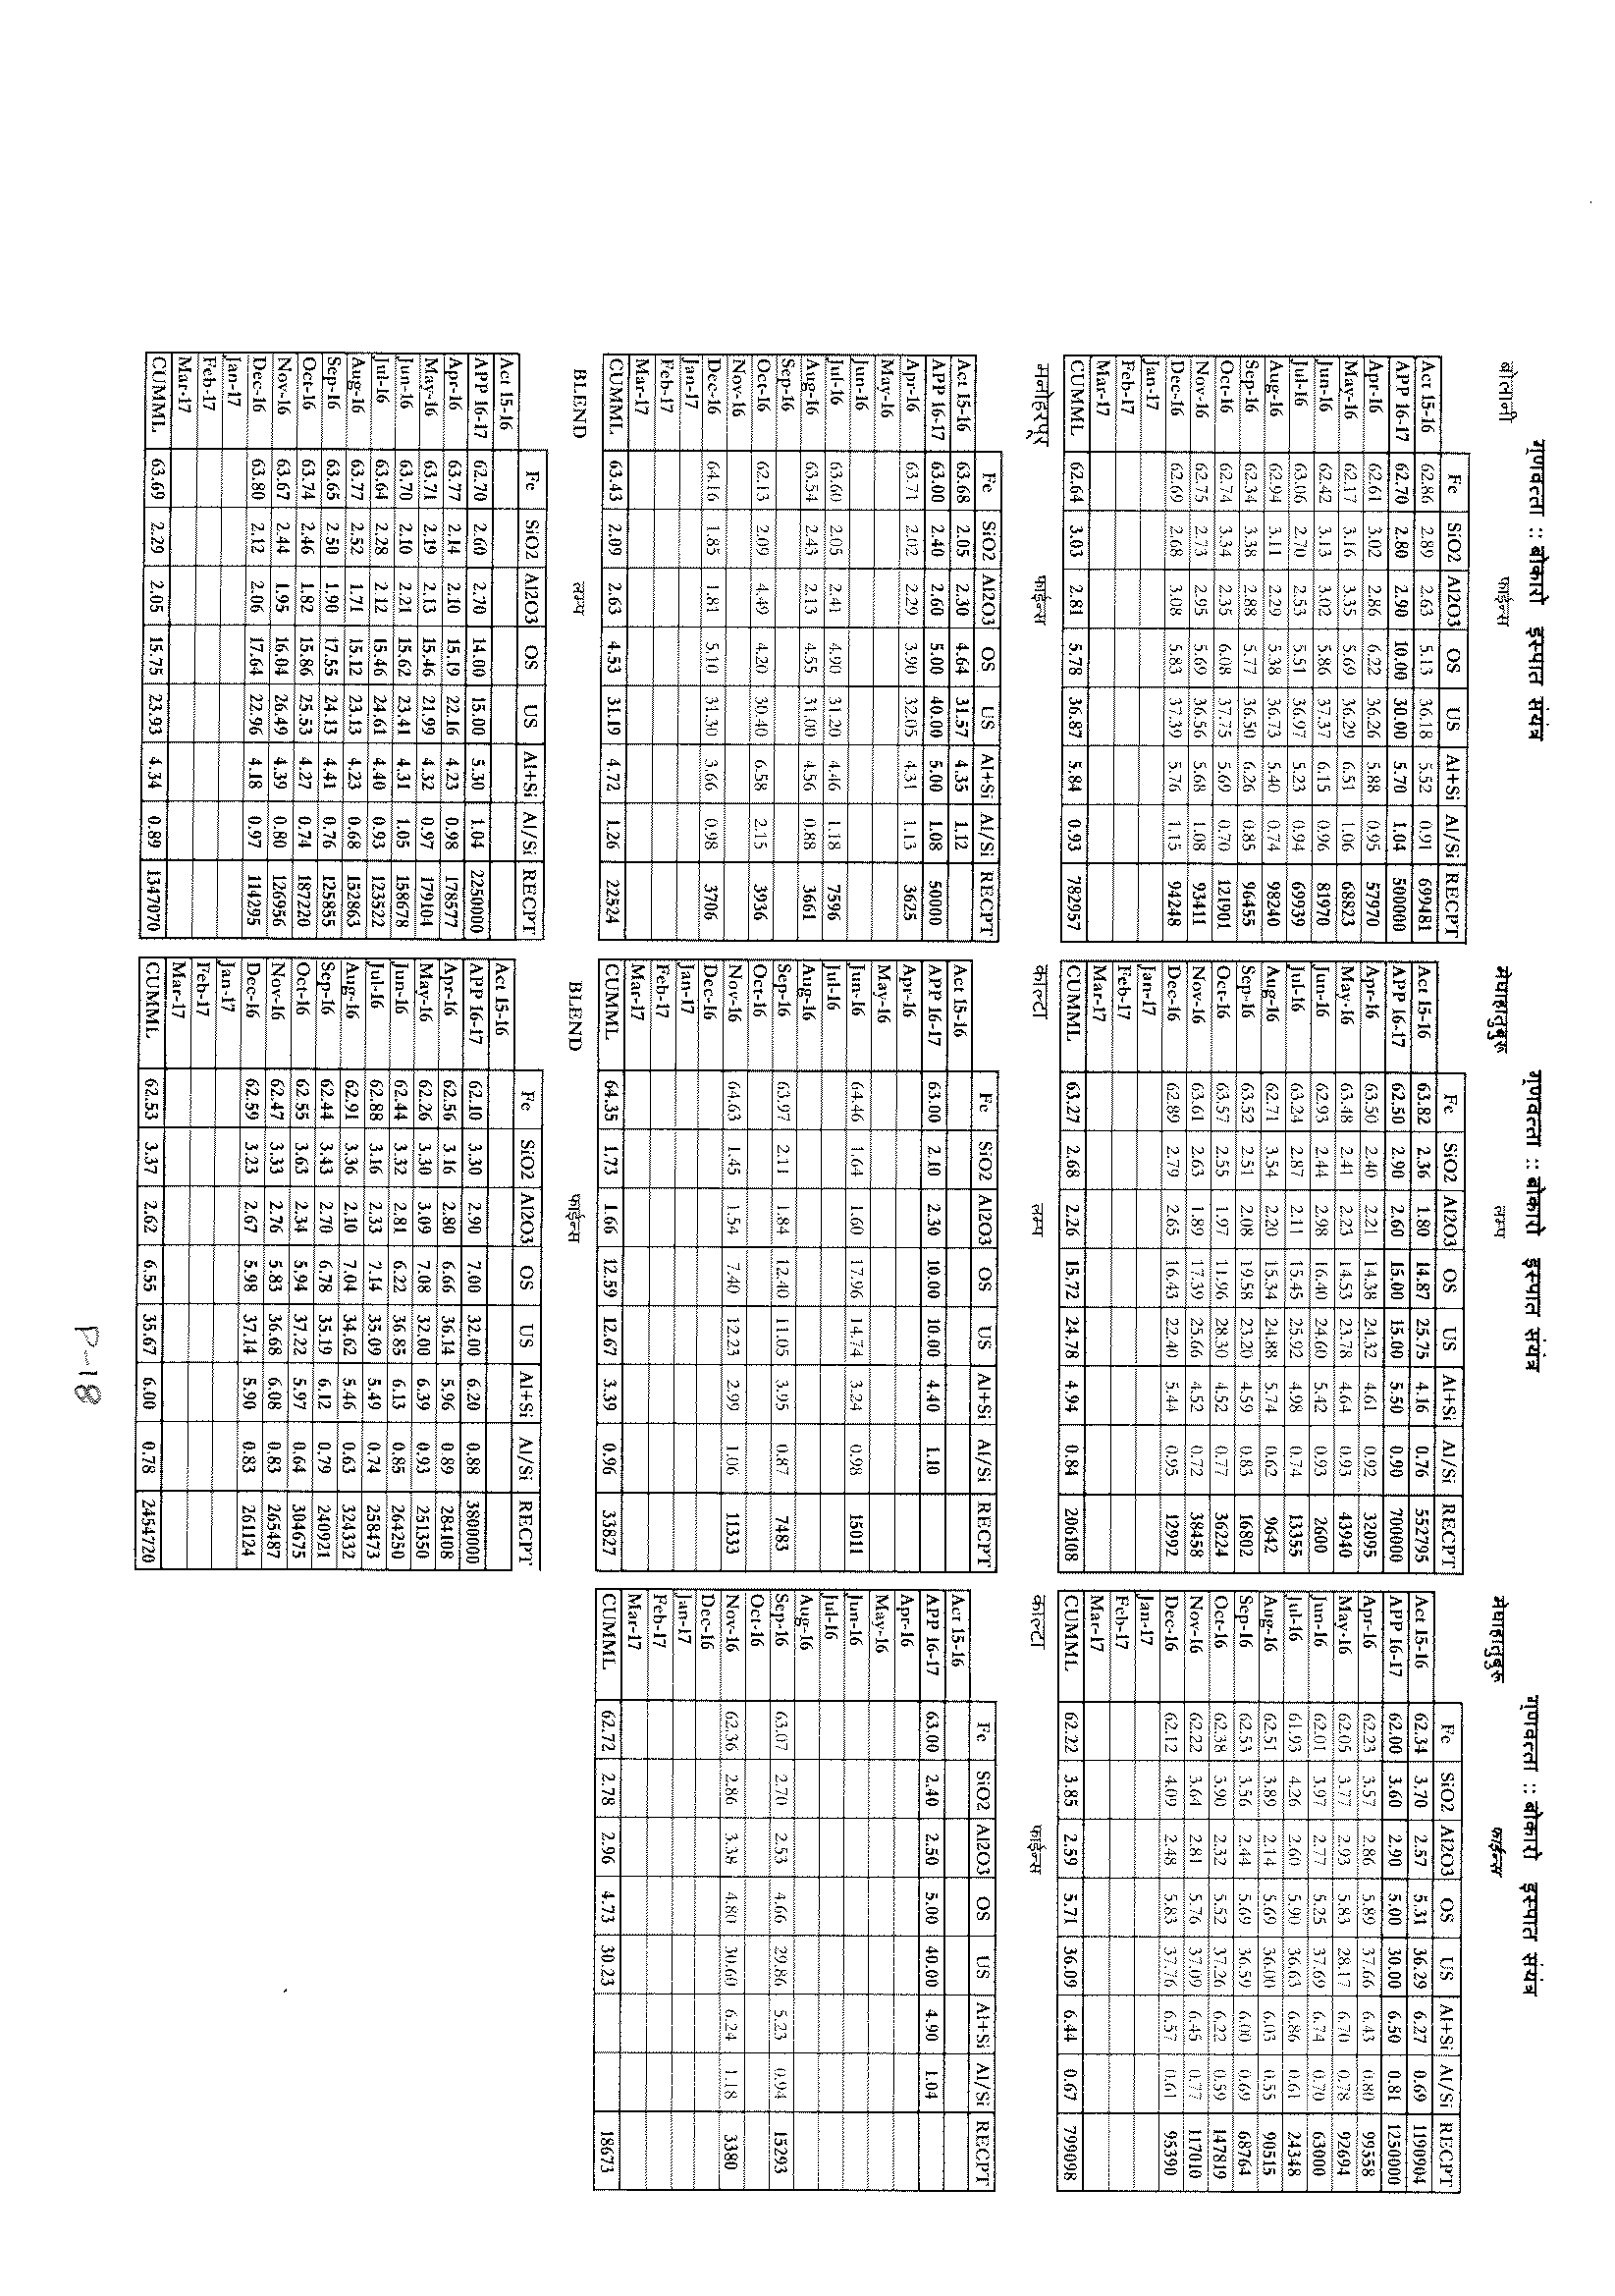 गुणवत्ता :: बोकारो इस्पात संयंत्र
बोलानी फाईन्स
Fe SiO2 Al2O3 OS US Al+Si Al/Si RECPT
Act 15-16 62.86 2.89 2.63 5.13 36.18 5.52 0.91 699481
APP 16-17 62.70 2.80 2.90 10.00 30.00 5.70 1.04 500000
Apr-16 62.61 3.02 2.86 6.22 36.26 5.88 0.95 57970
May-16 62.17 3.16 3.35 5.69 36.29 6.51 1.06 68823
Jun-16 62.42 3.13 3.02 5.86 37.37 6.15 0.96 81970
Jul-16 63.06 2.70 2.53 5.51 36.97 5.23 0.94 69939
Aug-16 62.94 3.11 2.29 5.38 36.73 5.40 0.74 98240
Sep-16 62.34 3.38 2.88 5.77 36.50 6.26 0.85 96455
Oct-16 62.74 3.34 2.35 6.08 37.75 5.69 0.70 121901
Nov-16 62.75 2.73 2.95 5.69 36.56 5.68 1.08 93411
Dec-16 62.69 2.68 3.08 5.83 37.39 5.76 1.15 94248
Jan-17
Feb-17
Mar-17
CUMML 62.64 3.03 2.81 5.78 36.87 5.84 0.93 782957
गुणवत्ता :: बोकारो इस्पात संयंत्र
मेघाहातुबुरू लम्प
Fe SiO2 Al2O3 OS US Al+Si Al/Si RECPT
Act 15-16 63.82 2.36 1.80 14.87 25.75 4.16 0.76 552795
APP 16-17 62.50 2.90 2.60 15.00 15.00 5.50 0.90 700000
Apr-16 63.50 2.40 2.21 14.38 24.32 4.61 0.92 32095
May-16 63.48 2.41 2.23 14.53 23.78 4.64 0.93 43940
Jun-16 62.93 2.44 2.98 16.40 24.60 5.42 0.93 2600
Jul-16 63.24 2.87 2.11 15.45 25.92 4.98 0.74 13355
Aug-16 62.71 3.54 2.20 15.34 24.88 5.74 0.62 9642
Sep-16 63.52 2.51 2.08 19.58 23.20 4.59 0.83 16802
Oct-16 63.57 2.55 1.97 11.96 28.30 4.52 0.77 36224
Nov-16 63.61 2.63 1.89 17.39 25.66 4.52 0.72 38458
Dec-16 62.89 2.79 2.65 16.43 22.40 5.44 0.95 12992
Jan-17
Feb-17
Mar-17
CUMML 63.27 2.68 2.26 15.72 24.78 4.94 0.84 206108
गुणवत्ता :: बोकारो इस्पात संयंत्र
मेघाहातुबुरू फाईन्स
Fe SiO2 Al2O3 OS US Al+Si Al/Si RECPT
Act 15-16 62.34 3.70 2.57 5.31 36.29 6.27 0.69 1190904
APP 16-17 62.00 3.60 2.90 5.00 30.00 6.50 0.81 1250000
Apr-16 62.23 3.57 2.86 5.89 37.66 6.43 0.80 99558
May-16 62.05 3.77 2.93 5.83 28.17 6.70 0.78 92694
Jun-16 62.01 3.97 2.77 5.25 37.69 6.74 0.70 63000
Jul-16 61.93 4.26 2.60 5.90 36.63 6.86 0.61 24348
Aug-16 62.51 3.89 2.14 5.69 36.00 6.03 0.55 90515
Sep-16 62.53 3.56 2.44 5.69 36.59 6.00 0.69 68764
Oct-16 62.38 3.90 2.32 5.52 37.26 6.22 0.59 147819
Nov-16 62.22 3.64 2.81 5.76 37.09 6.45 0.77 117010
Dec-16 62.12 4.09 2.48 5.83 37.76 6.57 0.61 95390
Jan-17
Feb-17
Mar-17
CUMML 62.22 3.85 2.59 5.71 36.09 6.44 0.67 799098
मनोहरपूर फाईन्स
Fe SiO2 Al2O3 OS US Al+Si Al/Si RECPT
Act 15-16 63.68 2.05 2.30 4.64 31.57 4.35 1.12
APP 16-17 63.00 2.40 2.60 5.00 40.00 5.00 1.08 50000
Apr-16 63.71 2.02 2.29 3.90 32.05 4.31 1.13 3625
May-16
Jun-16
Jul-16 63.60 2.05 2.41 4.90 31.20 4.46 1.18 7596
Aug-16 63.54 2.43 2.13 4.55 31.00 4.56 0.88 3661
Sep-16
Oct-16 62.13 2.09 4.49 4.20 30.40 6.58 2.15 3936
Nov-16
Dec-16 64.16 1.85 1.81 5.10 31.30 3.66 0.98 3706
Jan-17
Feb-17
Mar-17
CUMML 63.43 2.09 2.63 4.53 31.19 4.72 1.26 22524
काल्टा लम्प
Fe SiO2 Al2O3 OS US Al+Si Al/Si RECPT
Act 15-16
APP 16-17 63.00 2.10 2.30 10.00 10.00 4.40 1.10
Apr-16
May-16
Jun-16 64.46 1.64 1.60 17.96 14.74 3.24 0.98 15011
Jul-16
Aug-16
Sep-16 63.97 2.11 1.84 12.40 11.05 3.95 0.87 7483
Oct-16
Nov-16 64.63 1.45 1.54 7.40 12.23 2.99 1.06 11333
Dec-16
Jan-17
Feb-17
Mar-17
CUMML 64.35 1.73 1.66 12.59 12.67 3.39 0.96 33827
काल्टा फाईन्स
Fe SiO2 Al2O3 OS US Al+Si Al/Si RECPT
Act 15-16
APP 16-17 63.00 2.40 2.50 5.00 40.00 4.90 1.04
Apr-16
May-16
Jun-16
Jul-16
Aug-16
Sep-16 63.07 2.70 2.53 4.66 29.86 5.23 0.94 15293
Oct-16
Nov-16 62.36 2.86 3.38 4.80 30.60 6.24 1.18 3380
Dec-16
Jan-17
Feb-17
Mar-17
CUMML 62.72 2.78 2.96 4.73 30.23 18673
BLEND लम्प
Fe SiO2 Al2O3 OS US Al+Si Al/Si RECPT
Act 15-16
APP 16-17 62.70 2.60 2.70 14.00 15.00 5.30 1.04 2250000
Apr-16 63.77 2.14 2.10 15.19 22.16 4.23 0.98 178577
May-16 63.71 2.19 2.13 15.46 21.99 4.32 0.97 179104
Jun-16 63.70 2.10 2.21 15.62 23.41 4.31 1.05 158678
Jul-16 63.64 2.28 2.12 15.46 24.61 4.40 0.93 123522
Aug-16 63.77 2.52 1.71 15.12 23.13 4.23 0.68 152863
Sep-16 63.65 2.50 1.90 17.55 24.13 4.41 0.76 125855
Oct-16 63.74 2.46 1.82 15.86 25.53 4.27 0.74 187220
Nov-16 63.67 2.44 1.95 16.04 26.49 4.39 0.80 126956
Dec-16 63.80 2.12 2.06 17.64 22.96 4.18 0.97 114295
Jan-17
Feb-17
Mar-17
CUMML 63.69 2.29 2.05 15.75 23.93 4.34 0.89 1347070
BLEND फाईन्स
Fe SiO2 Al2O3 OS US Al+Si Al/Si RECPT
Act 15-16
APP 16-17 62.10 3.30 2.90 7.00 32.00 6.20 0.88 3800000
Apr-16 62.56 3.16 2.80 6.66 36.14 5.96 0.89 284108
May-16 62.26 3.30 3.09 7.08 32.00 6.39 0.93 251350
Jun-16 62.44 3.32 2.81 6.22 36.85 6.13 0.85 264250
Jul-16 62.88 3.16 2.33 7.14 35.09 5.49 0.74 258473
Aug-16 62.91 3.36 2.10 7.04 34.62 5.46 0.63 324332
Sep-16 62.44 3.43 2.70 6.78 35.19 6.12 0.79 240921
Oct-16 62.55 3.63 2.34 5.94 37.22 5.97 0.64 304675
Nov-16 62.47 3.33 2.76 5.83 36.68 6.08 0.83 265487
Dec-16 62.59 3.23 2.67 5.98 37.14 5.90 0.83 261124
Jan-17
Feb-17
Mar-17
CUMML 62.53 3.37 2.62 6.55 35.67 6.00 0.78 2454720
P-18